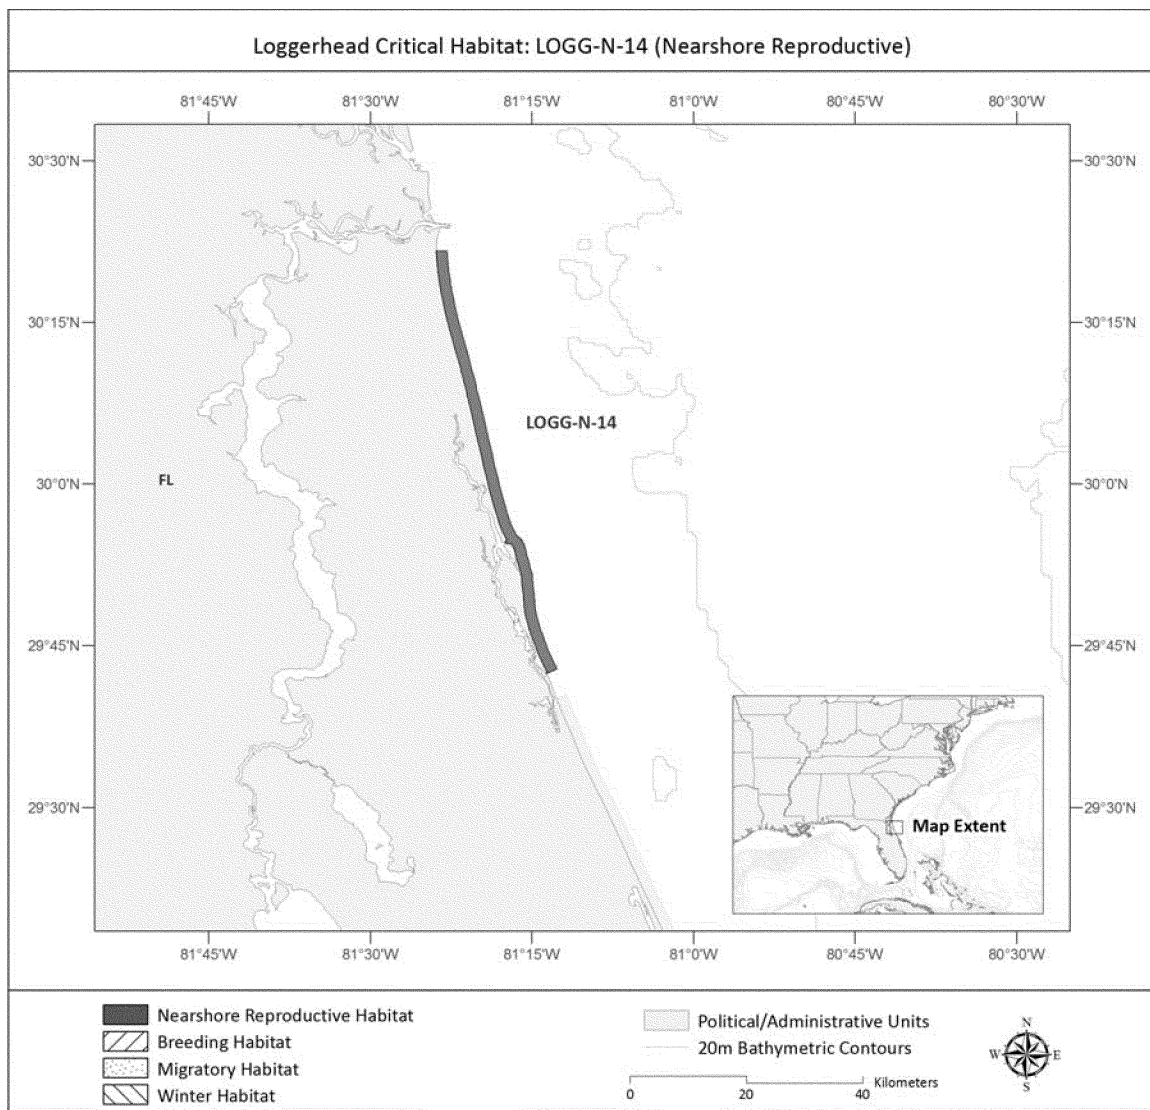 Loggerhead Critical Habitat: LOGG-N-14 (Nearshore Reproductive)
81°45'W 81°30'W 81°15'W 81°0'W 80°45'W 80°30'W
30°30'N 30°30'N
30°15'N 30°15'N
LOGG-N-14
FL
30°0'N 30°0'N
29°45'N 29°45'N
29°30'N 29°30'N
Map Extent
81°45'W 81°30'W 81°15'W 81°0'W 80°45'W 80°30'W
Nearshore Reproductive Habitat
Breeding Habitat
Migratory Habitat
Winter Habitat
Political/Administrative Units
20m Bathymetric Contours
Kilometers
0 20 40
N
W E
S